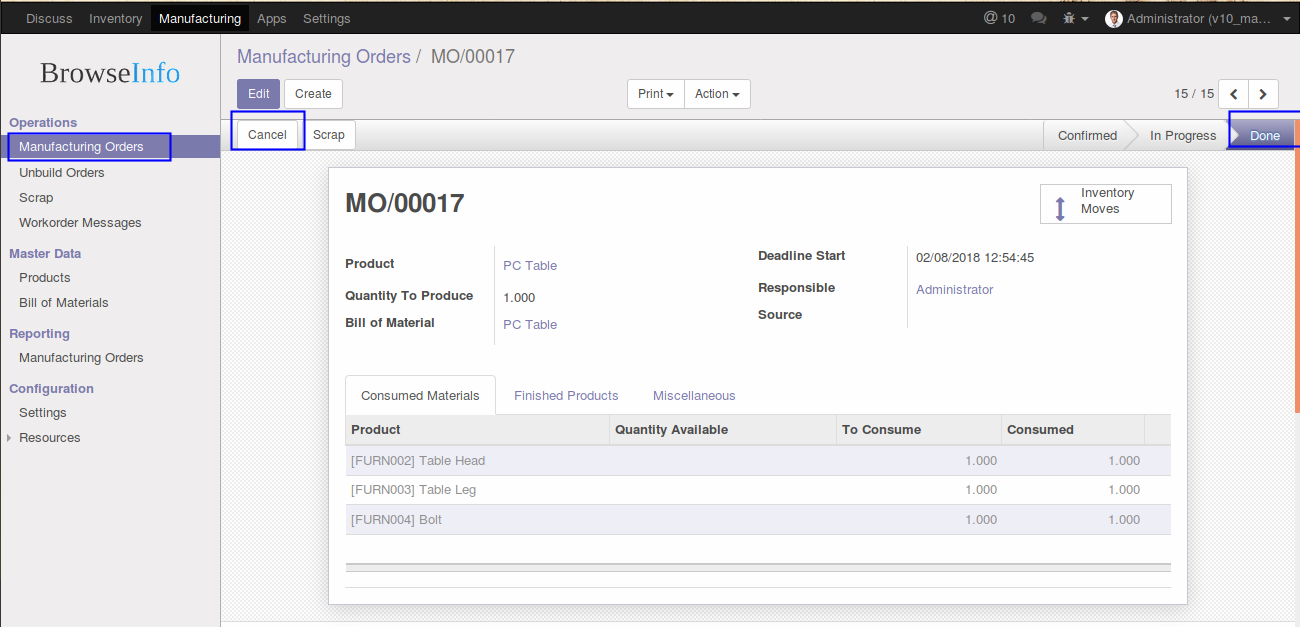 Discuss Inventory Manufacturing Apps Settings @ 10 Administrator (v10_ma...
BrowseInfo
Manufacturing Orders / MO/00017
Edit Create Print Action 15 / 15
Cancel Scrap Confirmed In Progress Done
Operations
Manufacturing Orders
Unbuild Orders
Scrap
Workorder Messages
Master Data
Products
Bill of Materials
Reporting
Manufacturing Orders
Configuration
Settings
Resources
MO/00017
Inventory
Moves
Product PC Table
Quantity To Produce 1.000
Bill of Material PC Table
Deadline Start 02/08/2018 12:54:45
Responsible Administrator
Source
Consumed Materials Finished Products Miscellaneous
Product Quantity Available To Consume Consumed
[FURN002] Table Head 1.000 1.000
[FURN003] Table Leg 1.000 1.000
[FURN004] Bolt 1.000 1.000